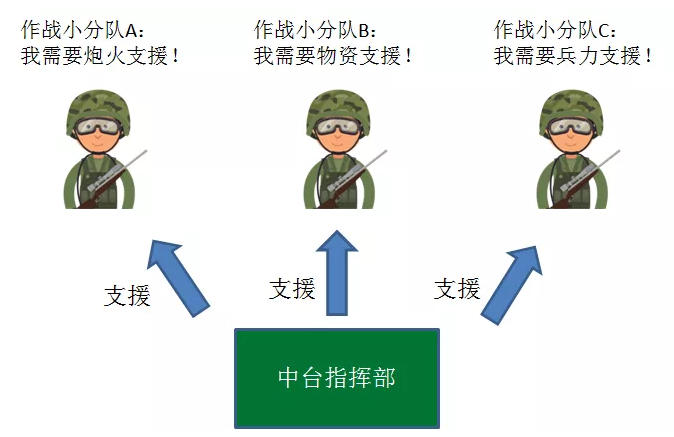 作战小分队A：
我需要炮火支援！
作战小分队B：
我需要物资支援！
作战小分队C：
我需要兵力支援！
支援
支援
支援
中台指挥部